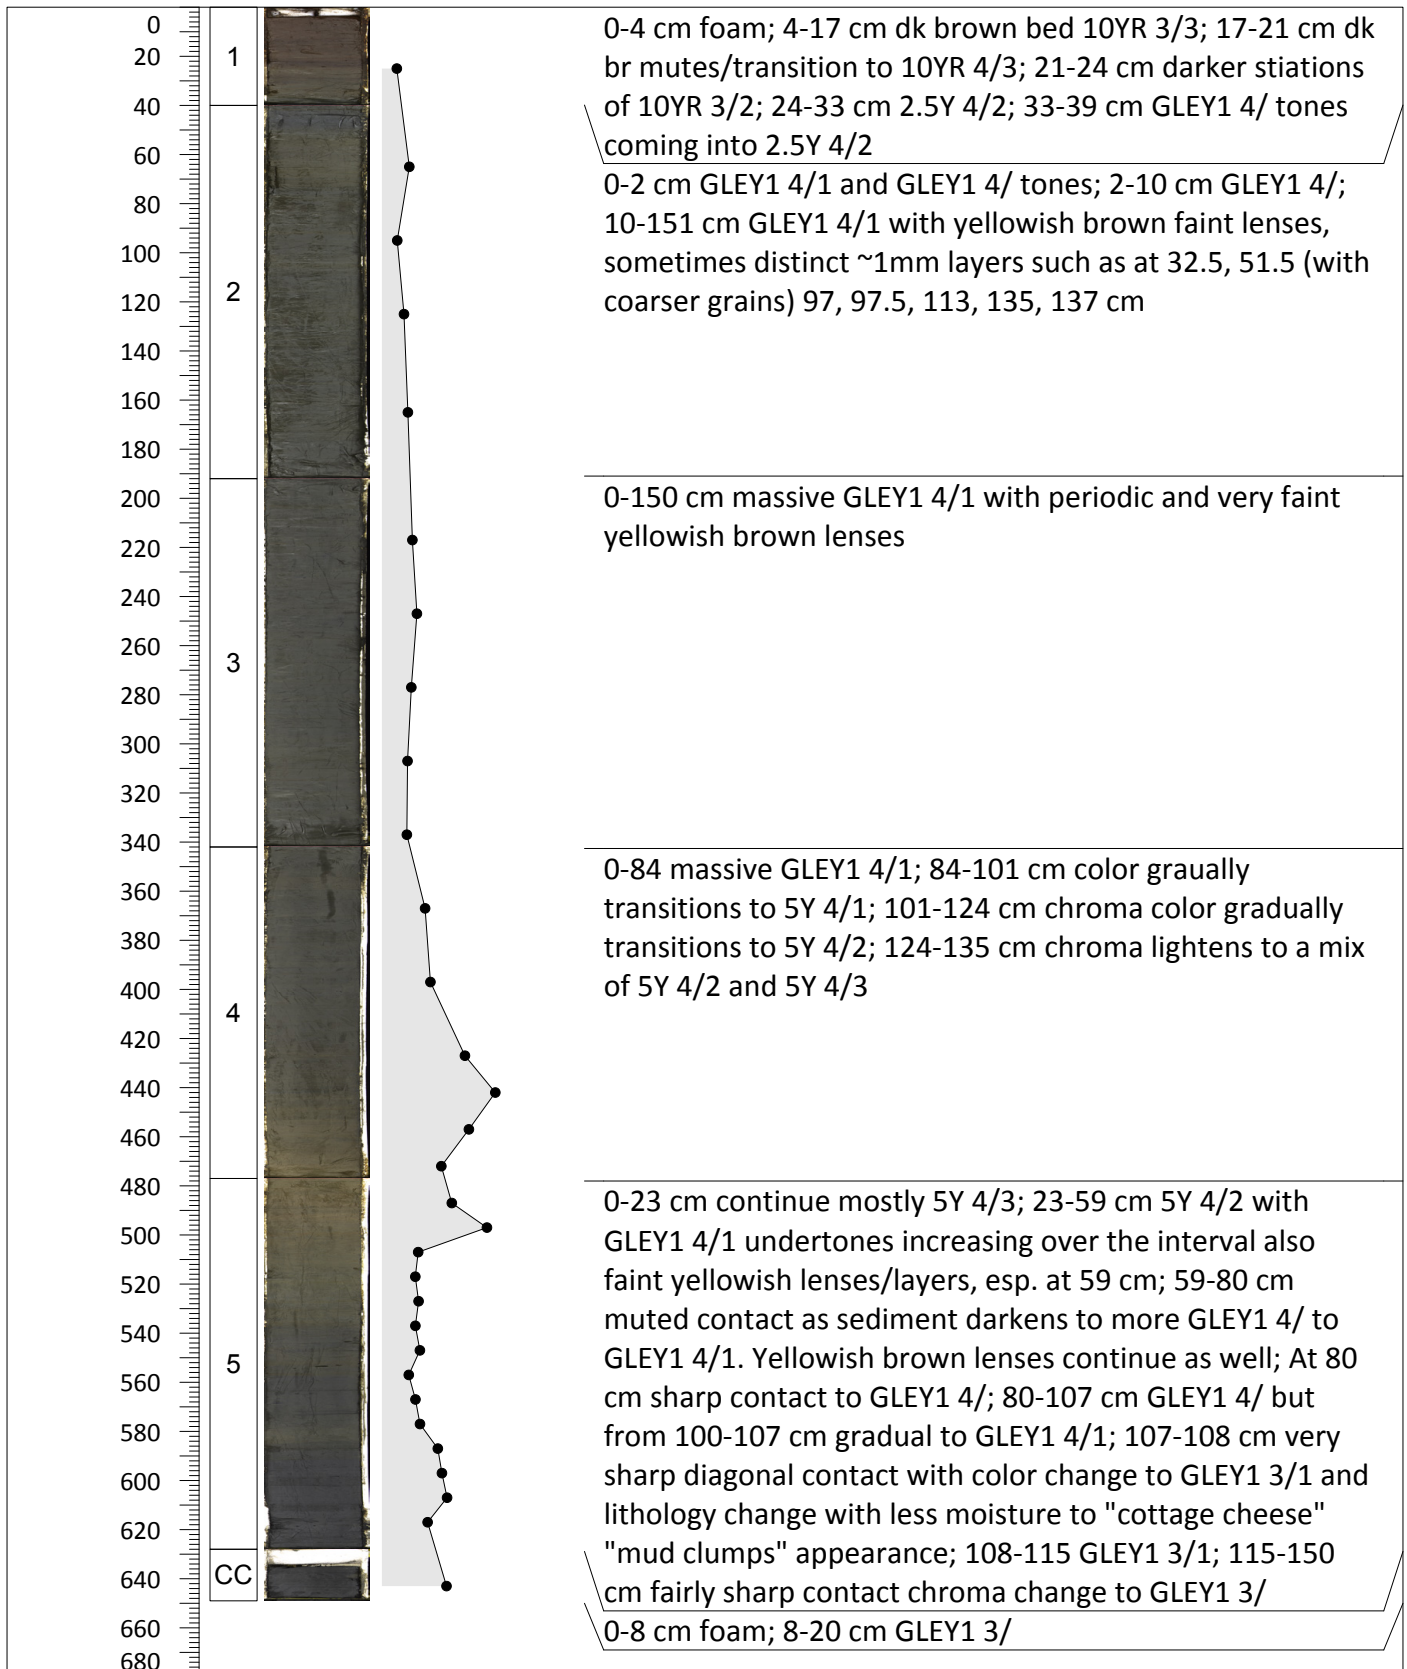 0
20
40
60
80
100
120
140
160
180
200
220
240
260
280
300
320
340
360
380
400
420
440
460
480
500
520
540
560
580
600
620
640
660
680
1
2
3
4
5
CC
0-4 cm foam; 4-17 cm dk brown bed 10YR 3/3; 17-21 cm dk
br mutes/transition to 10YR 4/3; 21-24 cm darker stiations
of 10YR 3/2; 24-33 cm 2.5Y 4/2; 33-39 cm GLEY1 4/ tones
coming into 2.5Y 4/2
0-2 cm GLEY1 4/1 and GLEY1 4/ tones; 2-10 cm GLEY1 4/;
10-151 cm GLEY1 4/1 with yellowish brown faint lenses,
sometimes distinct ~1mm layers such as at 32.5, 51.5 (with
coarser grains) 97, 97.5, 113, 135, 137 cm
0-150 cm massive GLEY1 4/1 with periodic and very faint
yellowish brown lenses
0-84 massive GLEY1 4/1; 84-101 cm color graually
transitions to 5Y 4/1; 101-124 cm chroma color gradually
transitions to 5Y 4/2; 124-135 cm chroma lightens to a mix
of 5Y 4/2 and 5Y 4/3
0-23 cm continue mostly 5Y 4/3; 23-59 cm 5Y 4/2 with
GLEY1 4/1 undertones increasing over the interval also
faint yellowish lenses/layers, esp. at 59 cm; 59-80 cm
muted contact as sediment darkens to more GLEY1 4/ to
GLEY1 4/1. Yellowish brown lenses continue as well; At 80
cm sharp contact to GLEY1 4/; 80-107 cm GLEY1 4/ but
from 100-107 cm gradual to GLEY1 4/1; 107-108 cm very
sharp diagonal contact with color change to GLEY1 3/1 and
lithology change with less moisture to "cottage cheese"
"mud clumps" appearance; 108-115 GLEY1 3/1; 115-150
cm fairly sharp contact chroma change to GLEY1 3/
0-8 cm foam; 8-20 cm GLEY1 3/